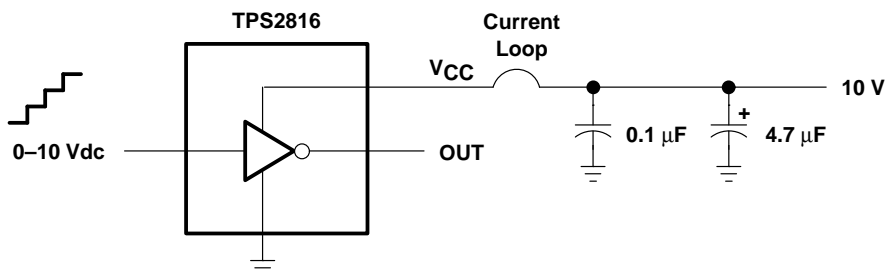 TPS2816
Current
Loop
VCC
10 V
+
0.1 μF
4.7 μF
0–10 Vdc
OUT